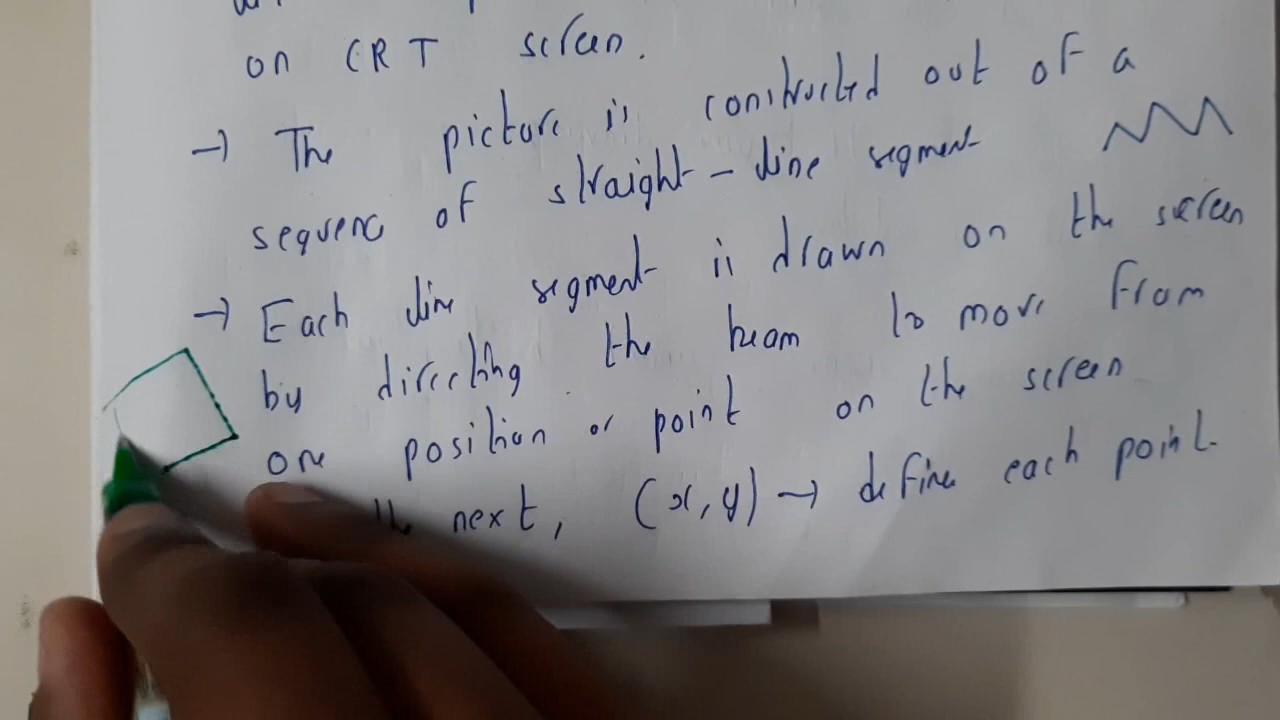 on CRT screen.
→ The picture is constructed out of a
sequence of straight-line segment
→ Each line segment is drawn on the screen
by directing the beam to move from
one position or point on the screen
the next, (x,y) → define each point.